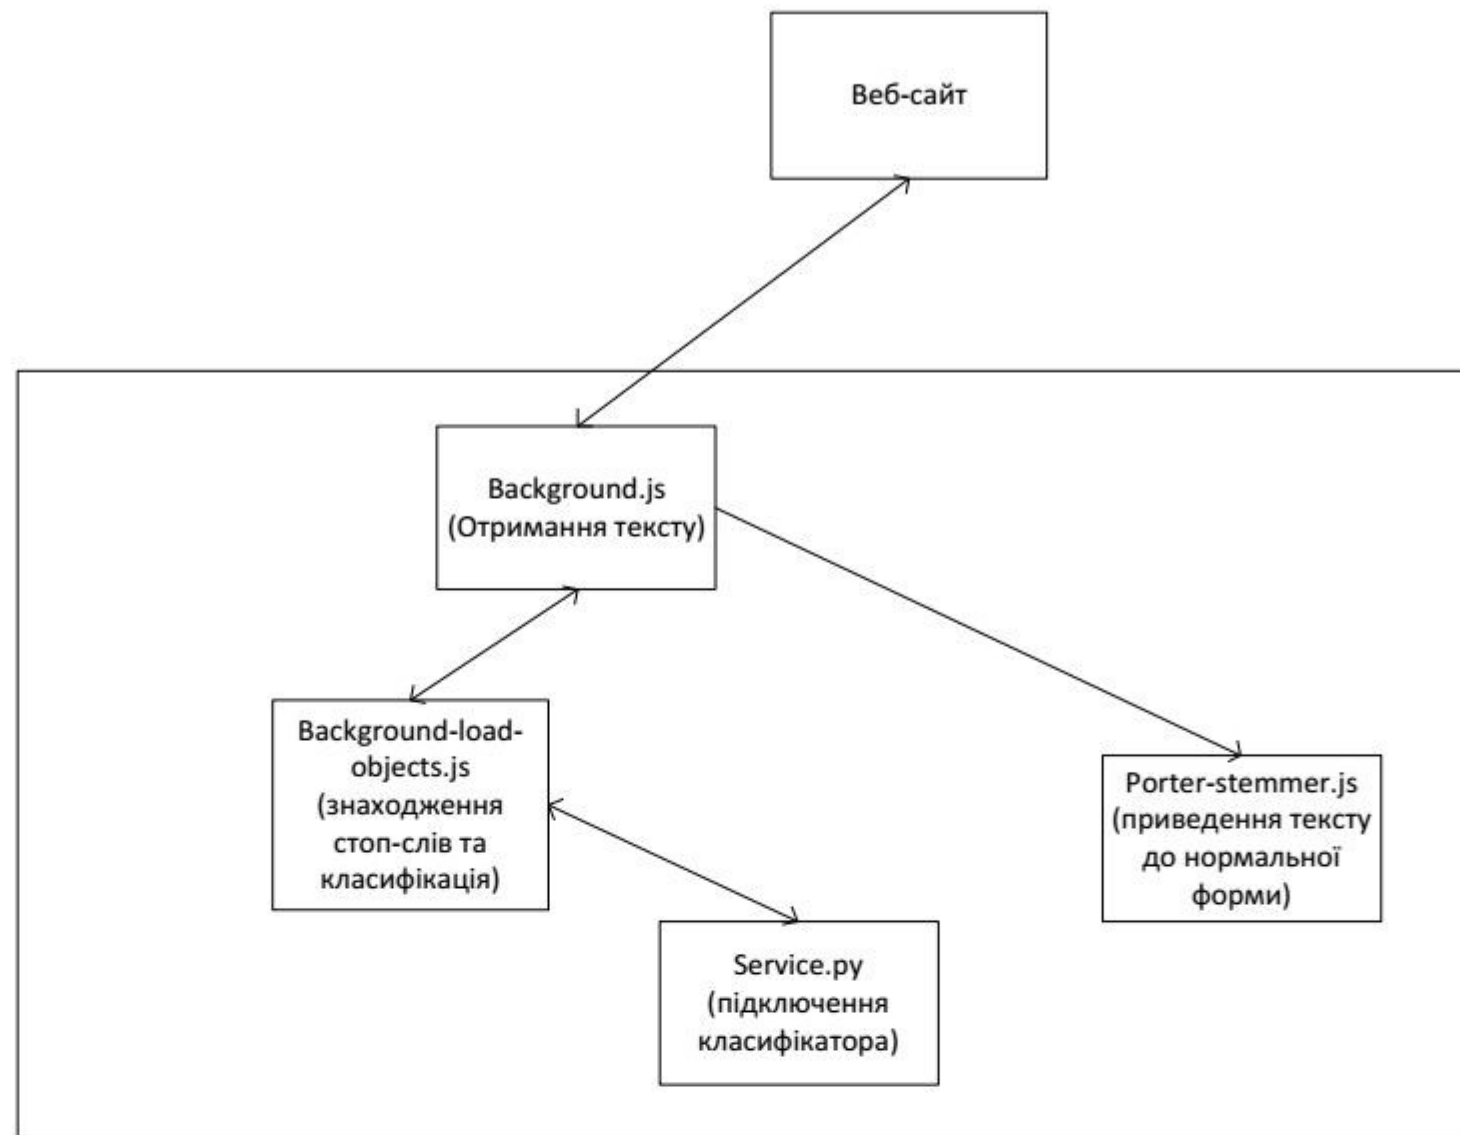 Веб-сайт
Background.js
(Отримання тексту)
Background-load-
objects.js
(знаходження
стоп-слів та
класифікація)
Porter-stemmer.js
(приведення тексту
до нормальної
форми)
Service.py
(підключення
класифікатора)